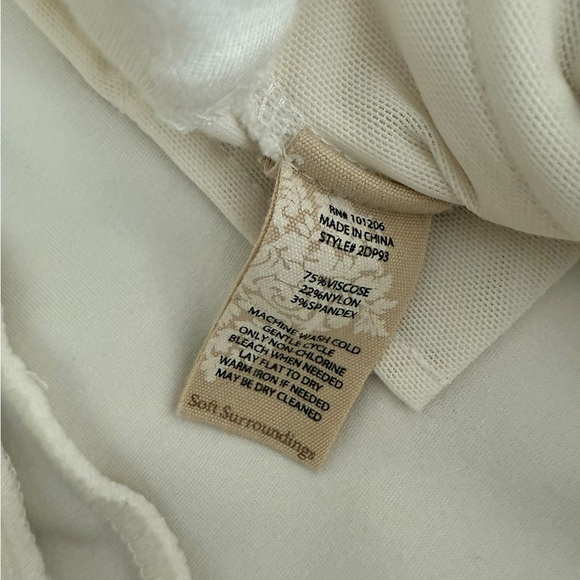 RN# 101206
MADE IN CHINA
STYLE# 2DP93
75%VISCOSE
22%NYLON
3%SPANDEX
MACHINE WASH COLD
GENTLE CYCLE
ONLY NON-CHLORINE
BLEACH WHEN NEEDED
LAY FLAT TO DRY
WARM IRON IF NEEDED
MAY BE DRY CLEANED
Soft Surroundings